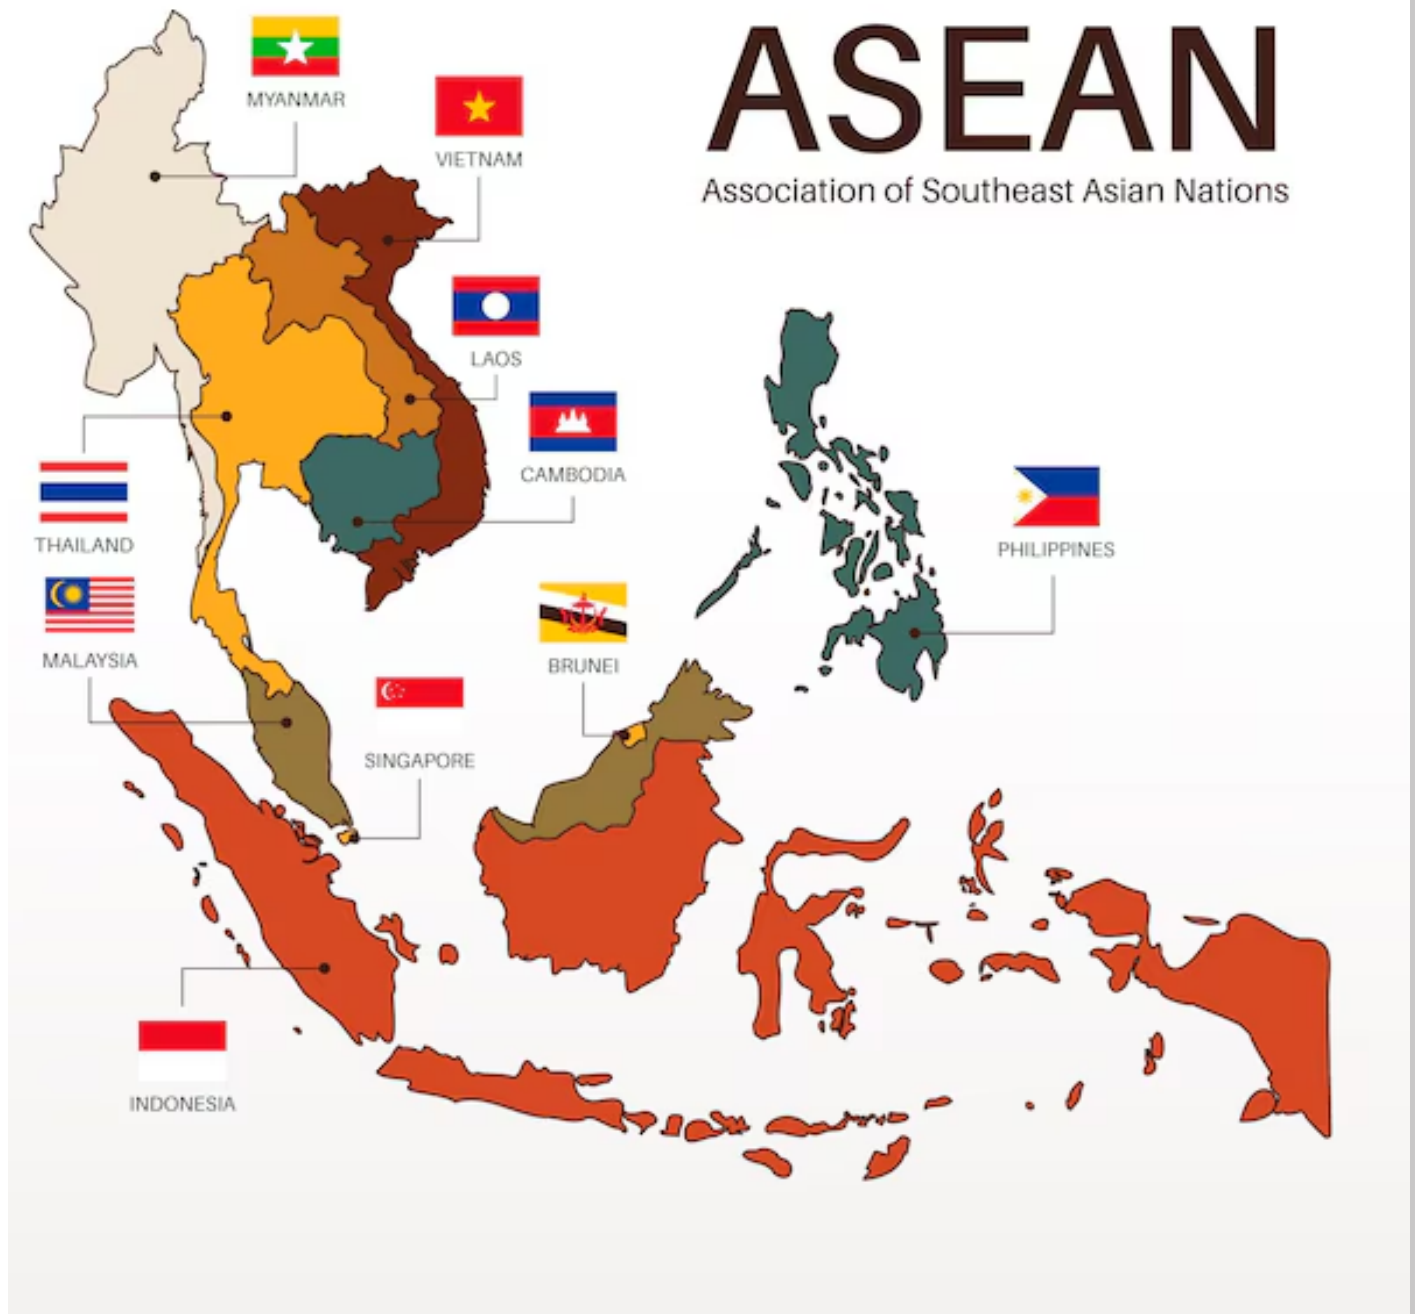 ASEAN
Association of Southeast Asian Nations
MYANMAR
VIETNAM
LAOS
CAMBODIA
THAILAND
PHILIPPINES
MALAYSIA
BRUNEI
SINGAPORE
INDONESIA